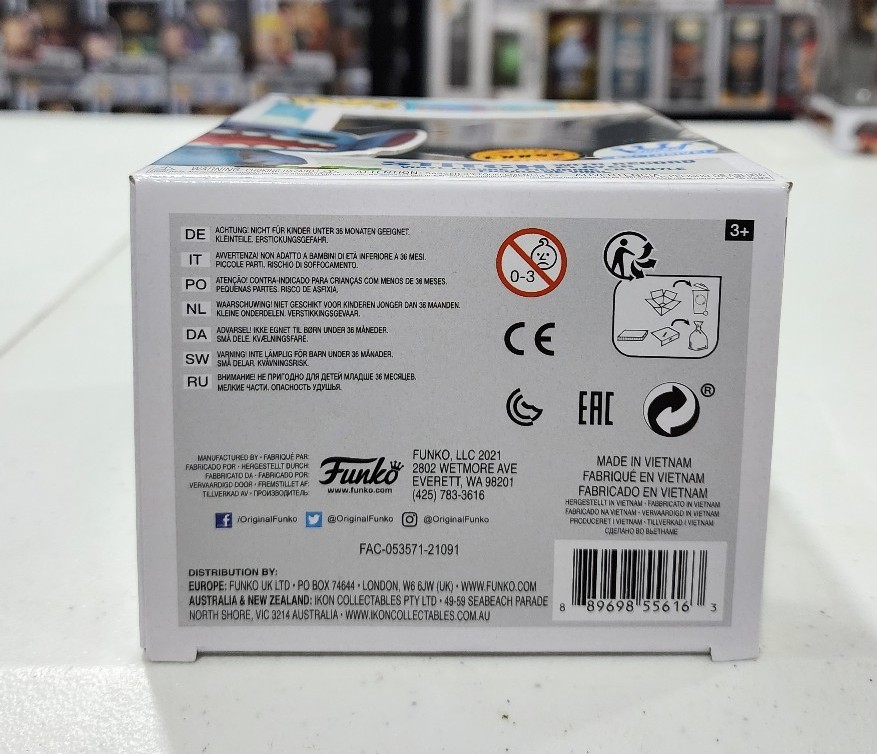 STITCH
WARNING:
ATTENTION:
3+
DE ACHTUNG: NICHT FÜR KINDER UNTER 36 MONATEN GEEIGNET.
KLEINTEILE. ERSTICKUNGSGEFAHR.
IT AVVERTENZA! NON ADATTO A BAMBINI DI ETÀ INFERIORE A 36 MESI.
PICCOLE PARTI. RISCHIO DI SOFFOCAMENTO.
PO ATENÇÃO! CONTRA-INDICADO PARA CRIANÇAS COM MENOS DE 36 MESES.
PEQUENAS PARTES. RISCO DE ASFIXIA.
NL WAARSCHUWING! NIET GESCHIKT VOOR KINDEREN JONGER DAN 36 MAANDEN.
KLEINE ONDERDELEN. VERSTIKKINGSGEVAAR.
DA ADVARSEL! IKKE EGNET TIL BØRN UNDER 36 MÅNEDER.
SMÅ DELE. KVÆLNINGSFARE.
SW VARNING! INTE LÄMPLIG FÖR BARN UNDER 36 MÅNADER.
SMÅ DELAR. KVÄVNINGSRISK.
RU ВНИМАНИЕ! НЕ ПРИГОДНО ДЛЯ ДЕТЕЙ МЛАДШЕ 36 МЕСЯЦЕВ.
МЕЛКИЕ ЧАСТИ. ОПАСНОСТЬ УДУШЬЯ.
0-3
CE
EAC
®
MANUFACTURED BY • FABRIQUÉ PAR:
FABRICADO POR • HERGESTELLT DURCH:
FABBRICATO DA • FABRICADO POR:
VERVAARDIGD DOOR • FREMSTILLET AF:
TILLVERKAD AV • ПРОИЗВОДИТЕЛЬ:
Funko
www.funko.com
FUNKO, LLC 2021
2802 WETMORE AVE
EVERETT, WA 98201
(425) 783-3616
/OriginalFunko @OriginalFunko @OriginalFunko
MADE IN VIETNAM
FABRIQUÉ EN VIETNAM
FABRICADO EN VIETNAM
HERGESTELLT IN VIETNAM • FABBRICATO IN VIETNAM
FABRICADO NA VIETNAM • VERVAARDIGD IN VIETNAM
PRODUCERET I VIETNAM • TILLVERKAD I VIETNAM
СДЕЛАНО ВО ВЬЕТНАМЕ
FAC-053571-21091
DISTRIBUTION BY:
EUROPE: FUNKO UK LTD • PO BOX 74644 • LONDON, W6 6JW (UK) • WWW.FUNKO.COM
AUSTRALIA & NEW ZEALAND: IKON COLLECTABLES PTY LTD • 49-59 SEABEACH PARADE
NORTH SHORE, VIC 3214 AUSTRALIA • WWW.IKONCOLLECTABLES.COM.AU
8 89698 55616 3